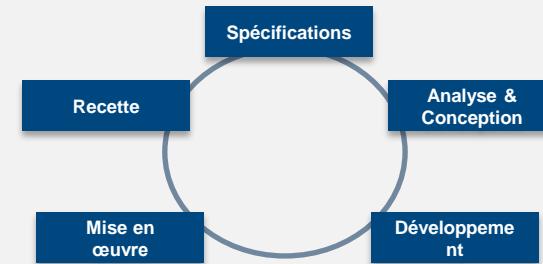 Spécifications
Analyse &
Conception
Développeme
nt
Mise en
œuvre
Recette